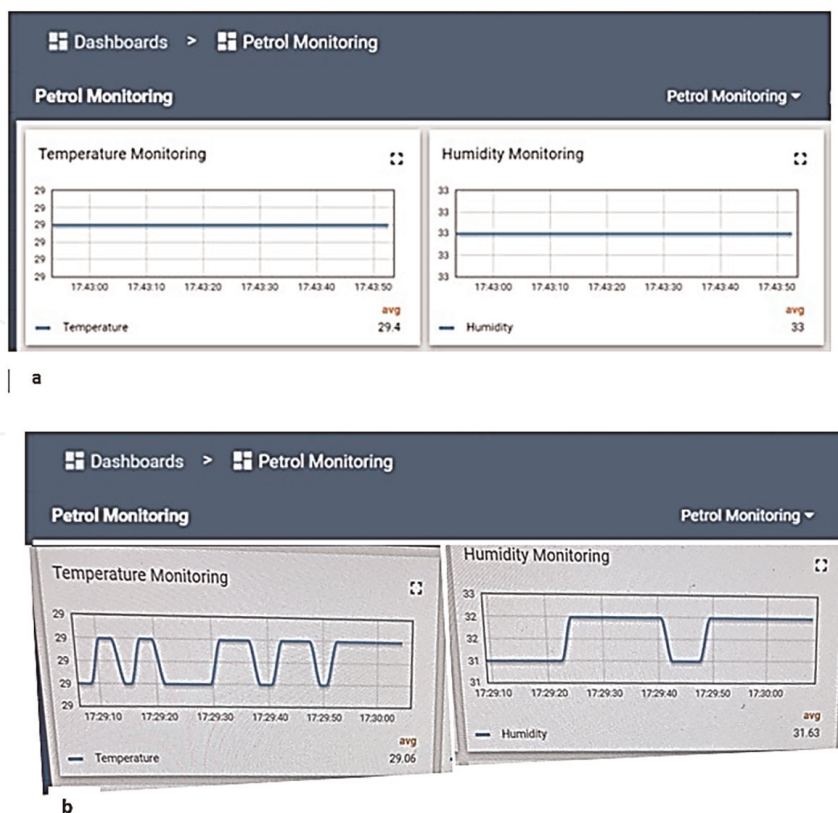 Dashboards > Petrol Monitoring
Petrol Monitoring Petrol Monitoring
Temperature Monitoring
29
29
29
29
29
29
17:43:00 17:43:10 17:43:20 17:43:30 17:43:40 17:43:50
avg
Temperature 29.4
Humidity Monitoring
33
33
33
33
33
17:43:00 17:43:10 17:43:20 17:43:30 17:43:40 17:43:50
avg
Humidity 33
a
Dashboards > Petrol Monitoring
Petrol Monitoring Petrol Monitoring
Temperature Monitoring
29
29
29
29
29
17:29:10 17:29:20 17:29:30 17:29:40 17:29:50 17:30:00
avg
Temperature 29.06
Humidity Monitoring
33
32
32
31
31
17:29:10 17:29:20 17:29:30 17:29:40 17:29:50 17:30:00
avg
Humidity 31.63
b